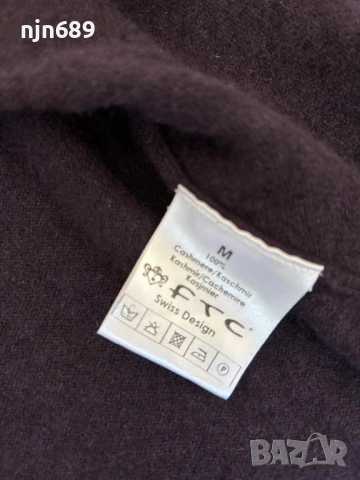 njn689
M
100%
Cashmere/Kaschmir
Kashmir/Cachemire
Kasjmier
FTC
Swiss Design
P
BAZAR